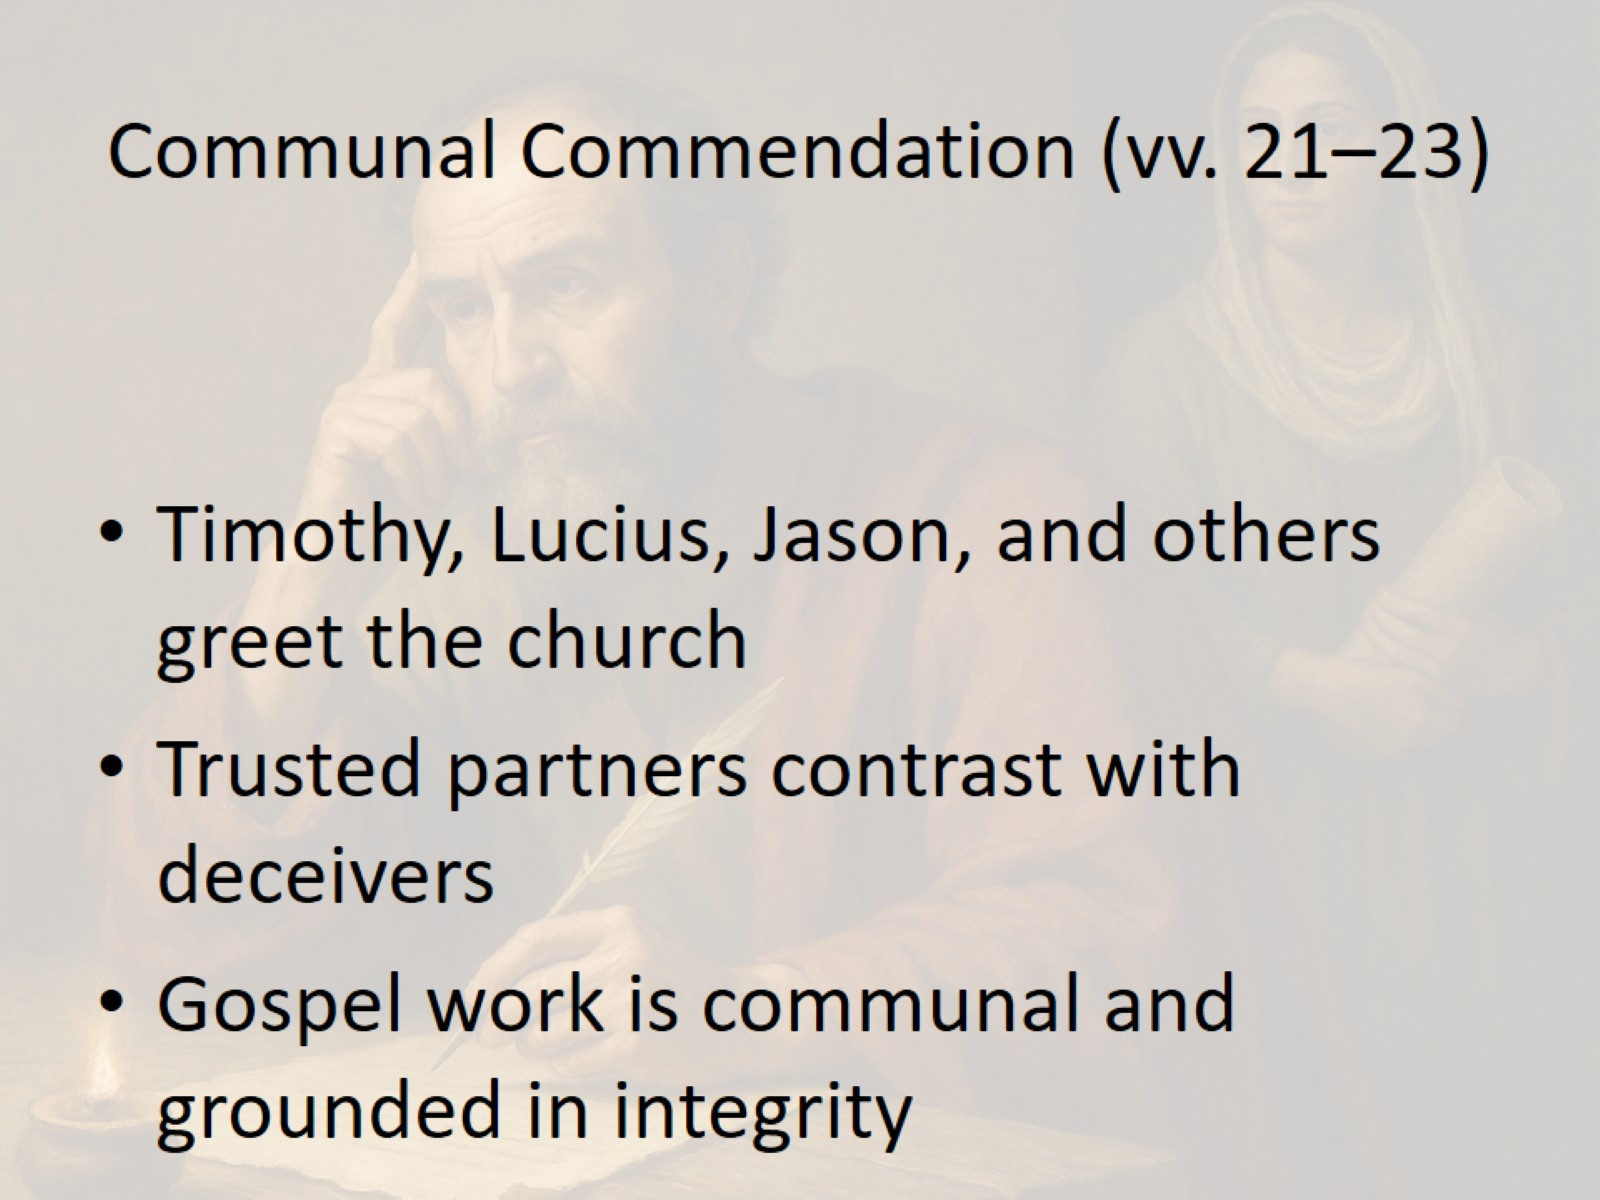 Communal Commendation (vv. 21–23)
• Timothy, Lucius, Jason, and others
greet the church
• Trusted partners contrast with
deceivers
• Gospel work is communal and
grounded in integrity